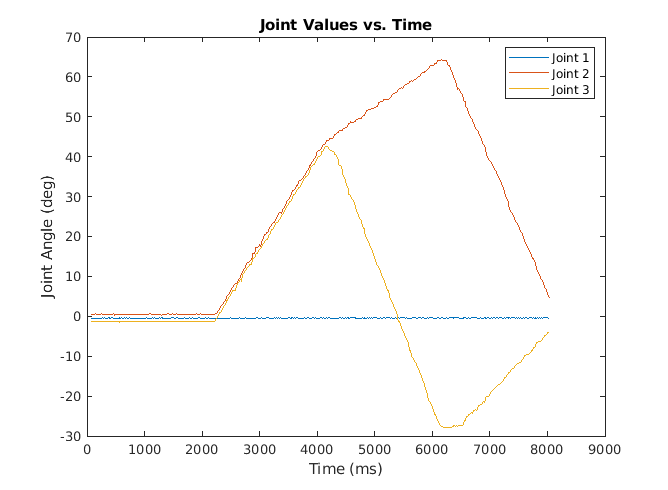 Joint Values vs. Time
70
60
50
40
30
20
10
0
-10
-20
-30
Joint Angle (deg)
Joint 1
Joint 2
Joint 3
0 1000 2000 3000 4000 5000 6000 7000 8000 9000
Time (ms)